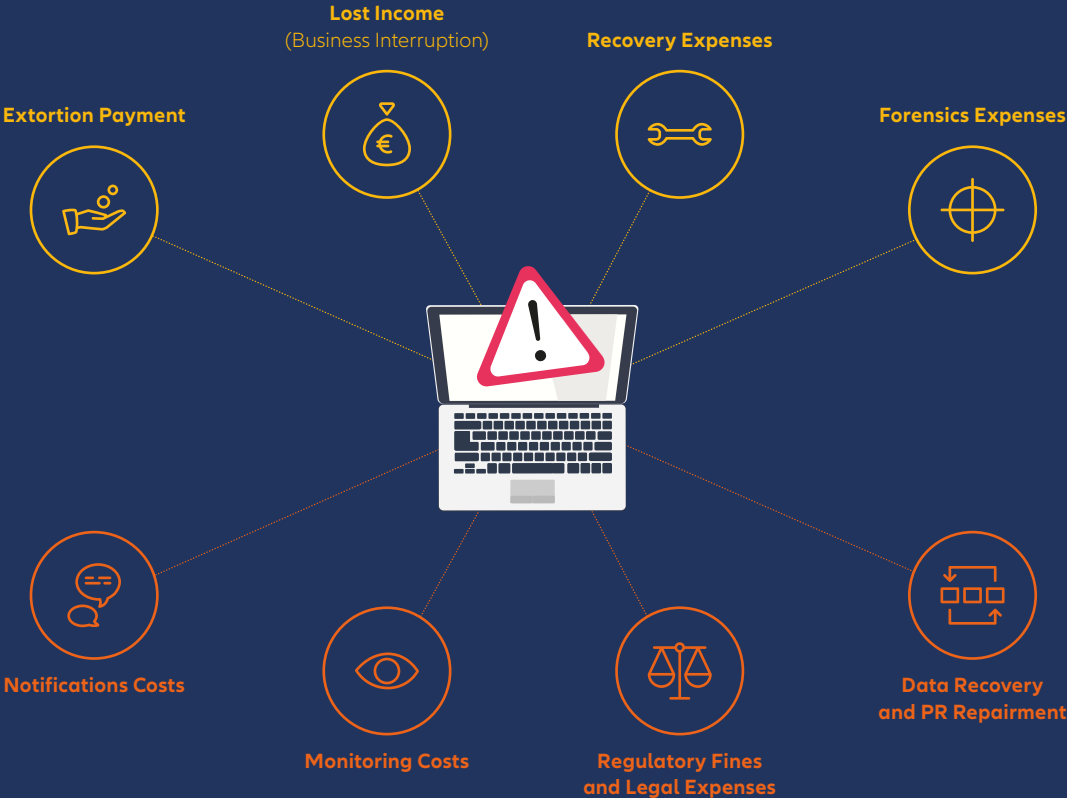 Lost Income
(Business Interruption)
Recovery Expenses
Extortion Payment
Forensics Expenses
€
Notifications Costs
Data Recovery
and PR Repairment
Monitoring Costs
Regulatory Fines
and Legal Expenses